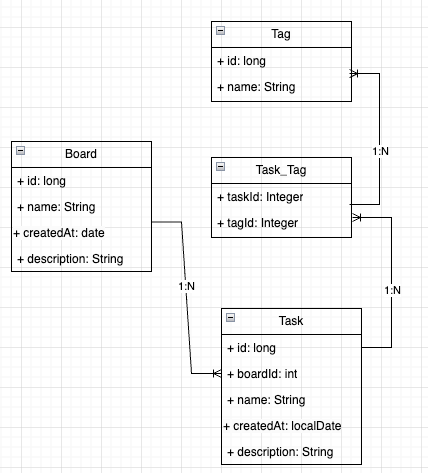 Tag
+ id: long
+ name: String
1:N
Board
+ id: long
+ name: String
+ createdAt: date
+ description: String
Task_Tag
+ taskId: Integer
+ tagId: Integer
1:N
1:N
Task
+ id: long
+ boardId: int
+ name: String
+ createdAt: localDate
+ description: String